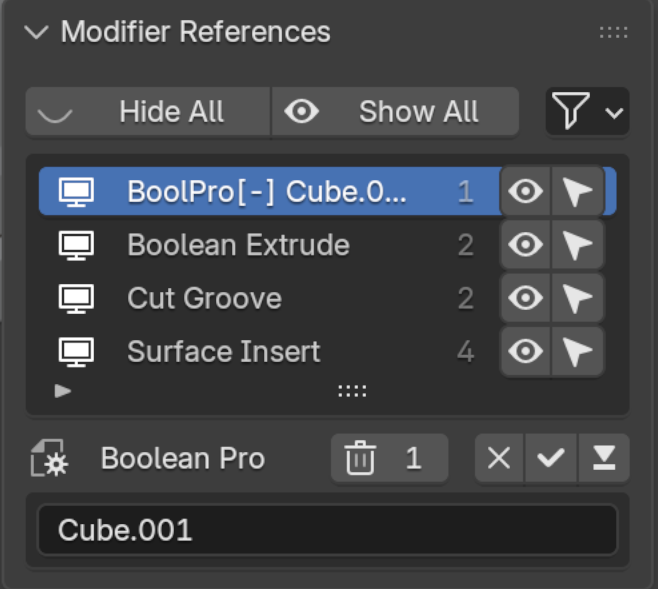 Modifier References
Hide All Show All
BoolPro[-] Cube.0... 1
Boolean Extrude 2
Cut Groove 2
Surface Insert 4
Boolean Pro 1
Cube.001